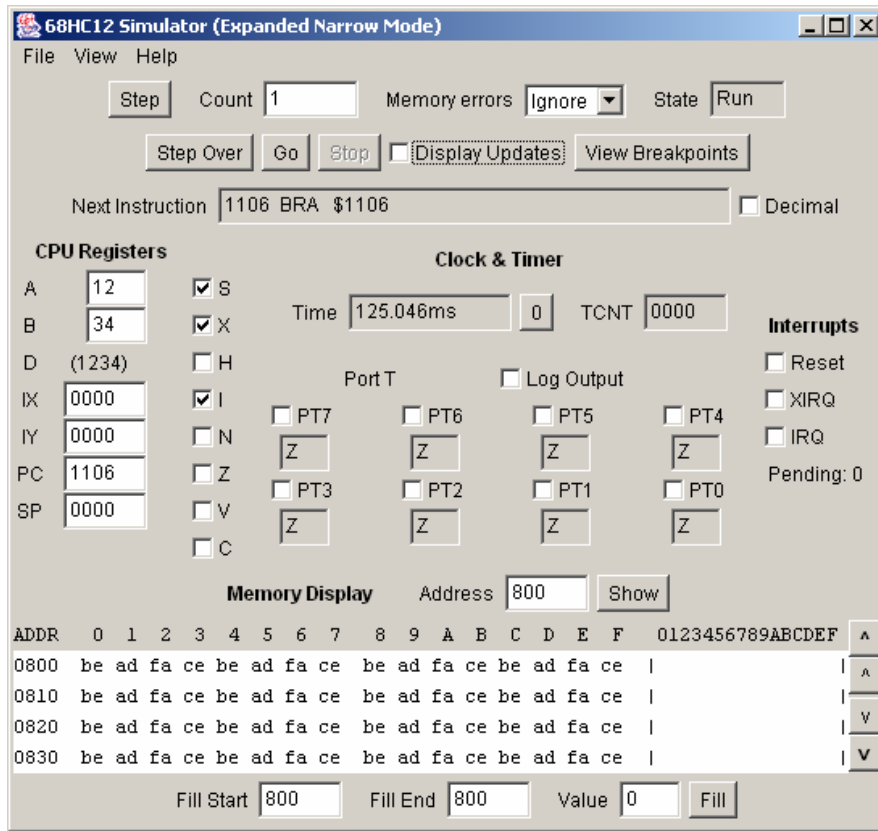 68HC12 Simulator (Expanded Narrow Mode)
File View Help
Step Count 1 Memory errors Ignore State Run
Step Over Go Stop Display Updates View Breakpoints
Next Instruction 1106 BRA $1106 Decimal
CPU Registers
Clock & Timer
A 12 S
Time 125.046ms 0 TCNT 0000
B 34 X
Interrupts
D (1234) H
Port T Log Output
Reset
IX 0000 I
XIRQ
PT7 PT6 PT5 PT4
IY 0000 N
IRQ
Z Z Z Z
PC 1106 Z
Pending: 0
PT3 PT2 PT1 PT0
SP 0000 V
Z Z Z Z
C
Memory Display Address 800 Show
ADDR 0 1 2 3 4 5 6 7 8 9 A B C D E F 0123456789ABCDEF ^
0800 be ad fa ce be ad fa ce be ad fa ce be ad fa ce | | ^
0810 be ad fa ce be ad fa ce be ad fa ce be ad fa ce | |
0820 be ad fa ce be ad fa ce be ad fa ce be ad fa ce | | v
0830 be ad fa ce be ad fa ce be ad fa ce be ad fa ce | | v
Fill Start 800 Fill End 800 Value 0 Fill